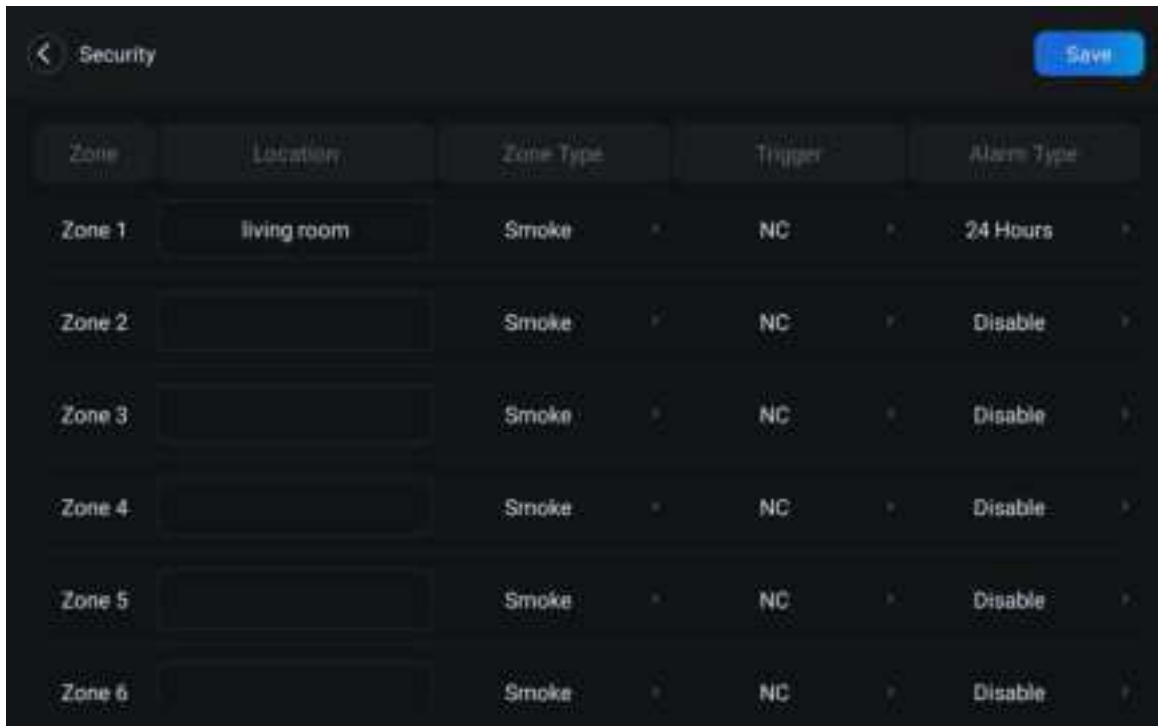 Security Save
Zone Location Zone Type Trigger Alarm Type
Zone 1 living room Smoke NC 24 Hours
Zone 2 Smoke NC Disable
Zone 3 Smoke NC Disable
Zone 4 Smoke NC Disable
Zone 5 Smoke NC Disable
Zone 6 Smoke NC Disable